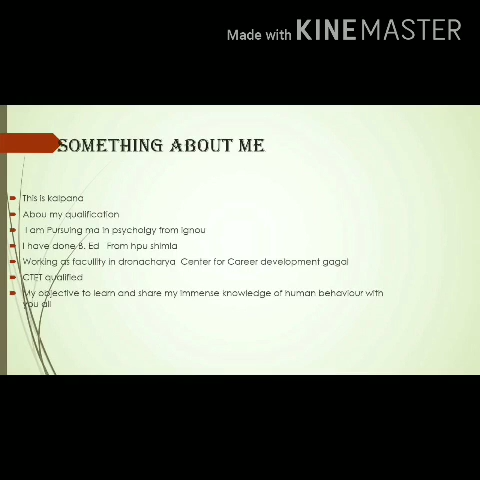 Made with KINEMASTER
SOMETHING ABOUT ME
This is kalpana
Abou my qualification
I am Pursuing ma in psycholgy from ignou
I have done B. Ed From hpu shimla
Working as facullty in dronacharya Center for Career development gagal
CTET qualified
My objective to learn and share my immense knowledge of human behaviour with
you all